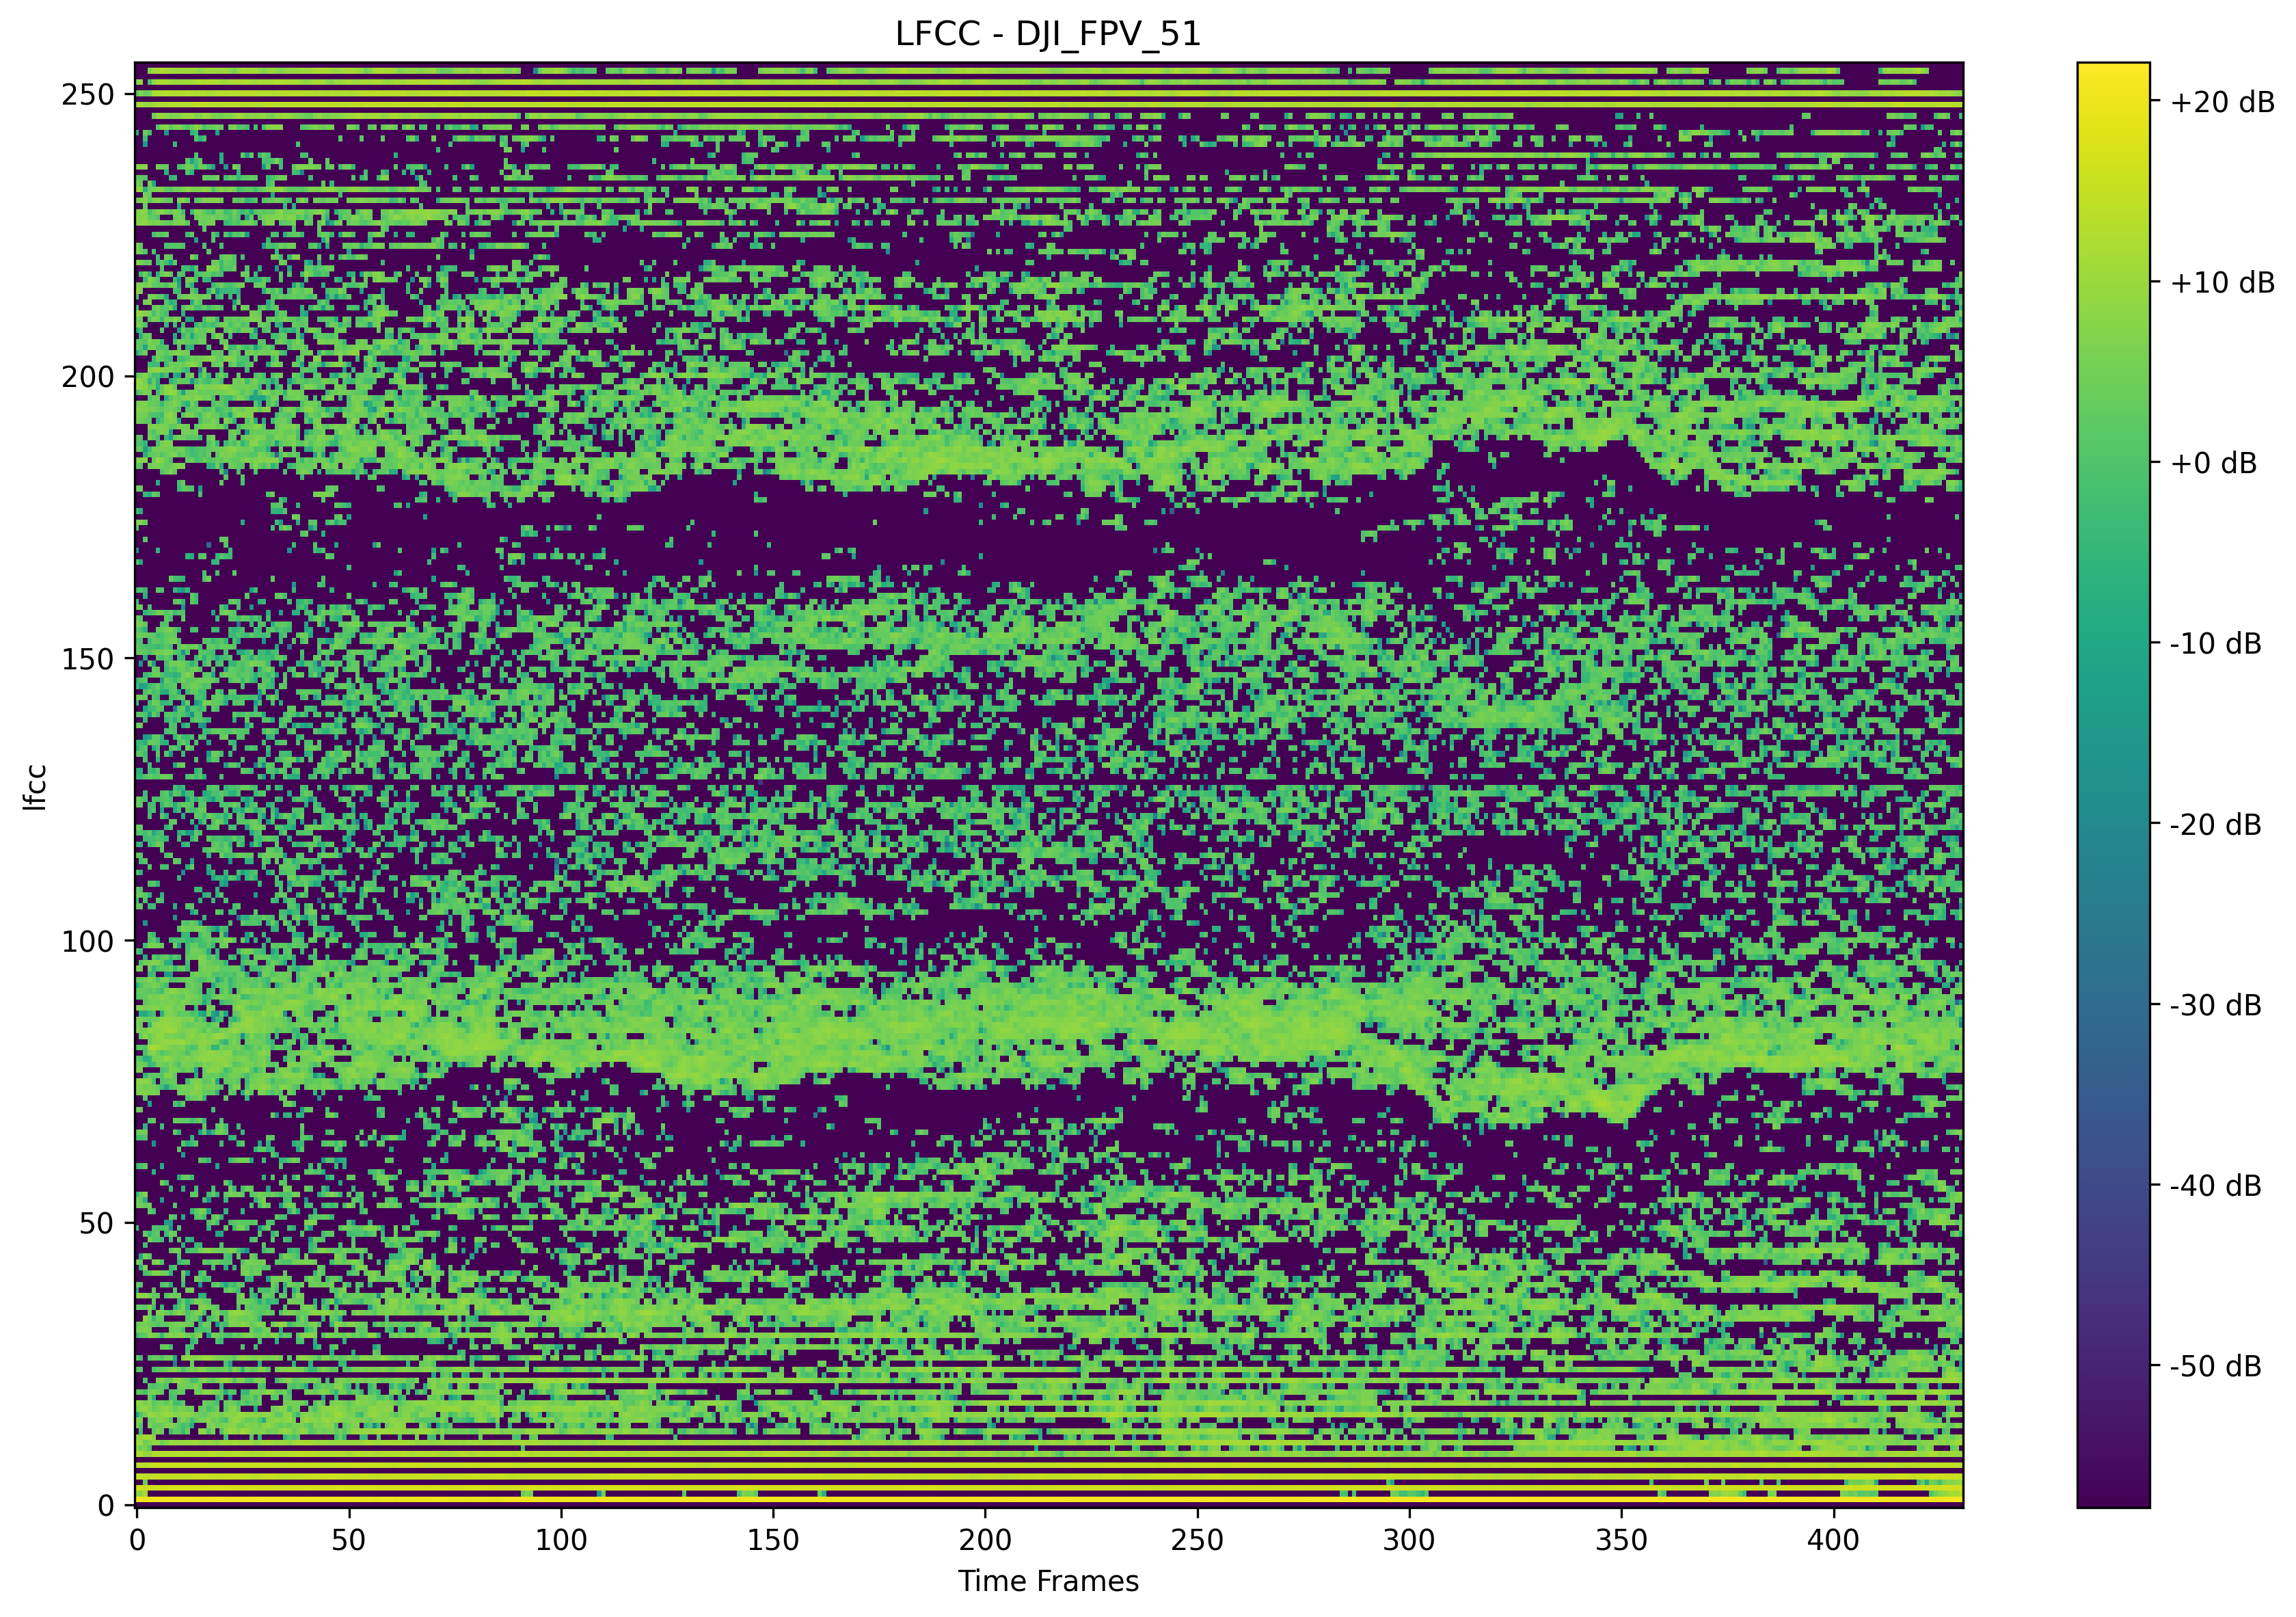 LFCC - DJI_FPV_51
250
200
150
100
50
0
lfcc
0 50 100 150 200 250 300 350 400
Time Frames
+20 dB
+10 dB
+0 dB
-10 dB
-20 dB
-30 dB
-40 dB
-50 dB